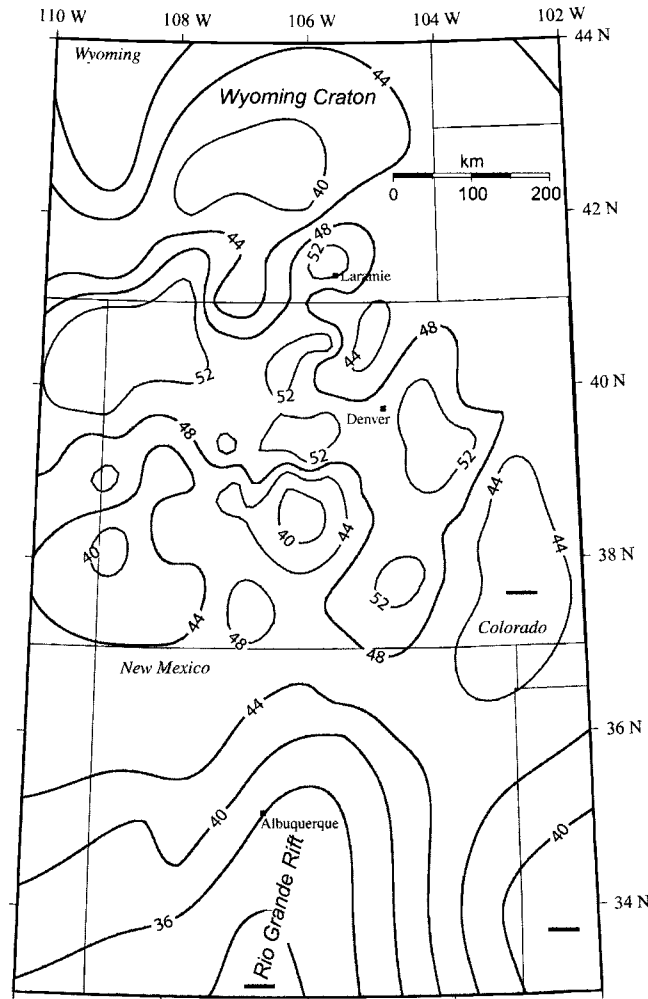 110 W 108 W 106 W 104 W 102 W
44 N
Wyoming
44
Wyoming Craton
km
0 100 200
40
42 N
44
48
52
Laramie
48
44
52
52
40 N
Denver
48
52
52
44
40
44
44
40
38 N
52
44
48
Colorado
48
New Mexico
44
36 N
40
Albuquerque
40
Rio Grande Rift
36
34 N